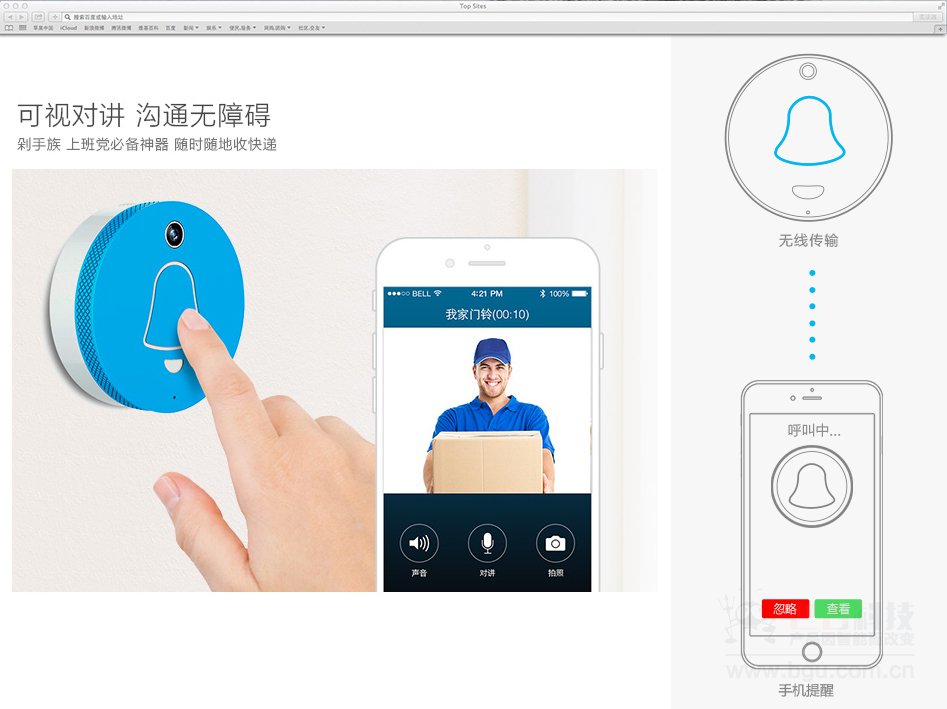 Top Sites
搜索百度或输入地址
阅读器
苹果中国 iCloud 新浪微博 腾讯微博 维基百科 百度 新闻 娱乐 便民.服务 网购.团购 社区.交友
可视对讲 沟通无障碍
剁手族 上班党必备神器 随时随地收快递
BELL 4:21 PM 100%
我家门铃(00:10)
声音 对讲 拍照
无线传输
呼叫中...
忽略 查看
www.bgu.com.cn
手机提醒